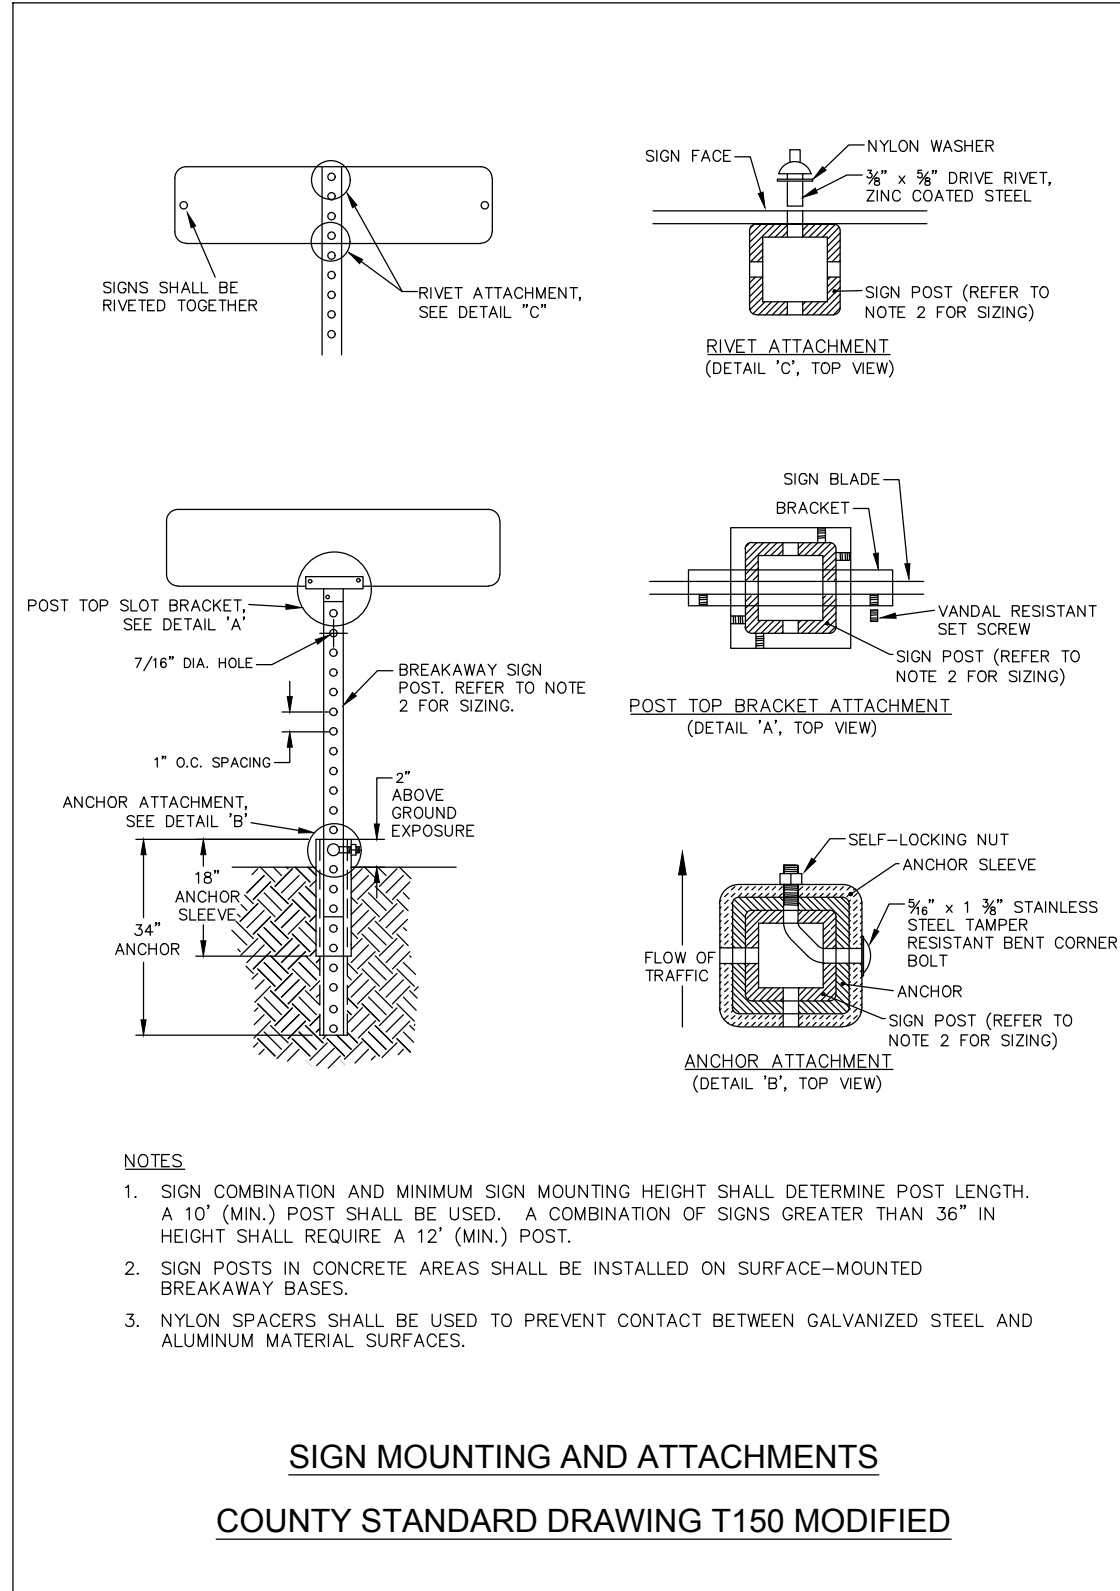 SIGNS SHALL BE
RIVETED TOGETHER
RIVET ATTACHMENT,
SEE DETAIL "C"
SIGN FACE
NYLON WASHER
3/8" x 5/8" DRIVE RIVET,
ZINC COATED STEEL
SIGN POST (REFER TO
NOTE 2 FOR SIZING)
RIVET ATTACHMENT
(DETAIL 'C', TOP VIEW)
POST TOP SLOT BRACKET,
SEE DETAIL 'A'
7/16" DIA. HOLE
BREAKAWAY SIGN
POST. REFER TO NOTE
2 FOR SIZING.
1" O.C. SPACING
ANCHOR ATTACHMENT,
SEE DETAIL 'B'
2"
ABOVE
GROUND
EXPOSURE
18"
ANCHOR
SLEEVE
34"
ANCHOR
SIGN BLADE
BRACKET
VANDAL RESISTANT
SET SCREW
SIGN POST (REFER TO
NOTE 2 FOR SIZING)
POST TOP BRACKET ATTACHMENT
(DETAIL 'A', TOP VIEW)
SELF-LOCKING NUT
ANCHOR SLEEVE
5/16" x 1 3/8" STAINLESS
STEEL TAMPER
RESISTANT BENT CORNER
BOLT
FLOW OF
TRAFFIC
ANCHOR
SIGN POST (REFER TO
NOTE 2 FOR SIZING)
ANCHOR ATTACHMENT
(DETAIL 'B', TOP VIEW)
NOTES
1. SIGN COMBINATION AND MINIMUM SIGN MOUNTING HEIGHT SHALL DETERMINE POST LENGTH.
A 10' (MIN.) POST SHALL BE USED. A COMBINATION OF SIGNS GREATER THAN 36" IN
HEIGHT SHALL REQUIRE A 12' (MIN.) POST.
2. SIGN POSTS IN CONCRETE AREAS SHALL BE INSTALLED ON SURFACE-MOUNTED
BREAKAWAY BASES.
3. NYLON SPACERS SHALL BE USED TO PREVENT CONTACT BETWEEN GALVANIZED STEEL AND
ALUMINUM MATERIAL SURFACES.
SIGN MOUNTING AND ATTACHMENTS
COUNTY STANDARD DRAWING T150 MODIFIED